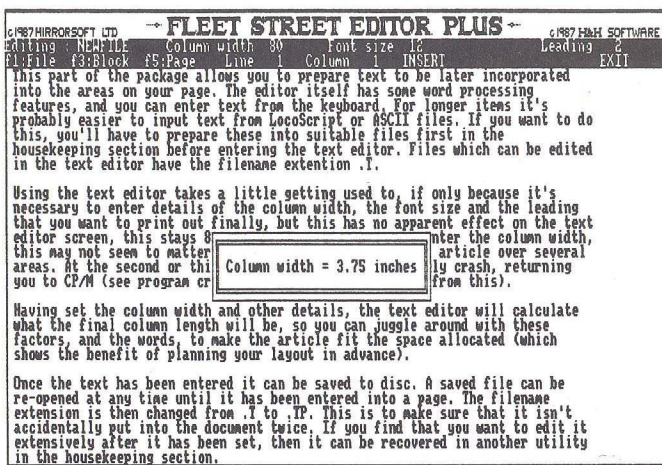 c1987 MIRRORSOFT LTD FLEET STREET EDITOR PLUS c1987 H&H SOFTWARE
Editing : NEWFILE Column width 80 Font size 12 Leading 2
f1:File f3:Block f5:Page Line 1 Column 1 INSERT EXIT
This part of the package allows you to prepare text to be later incorporated
into the areas on your page. The editor itself has some word processing
features, and you can enter text from the keyboard. For longer items it's
probably easier to input text from LocoScript or ASCII files. If you want to do
this, you'll have to prepare these into suitable files first in the
housekeeping section before entering the text editor. Files which can be edited
in the text editor have the filename extention .T.
Using the text editor takes a little getting used to, if only because it's
necessary to enter details of the column width, the font size and the leading
that you want to print out finally, but this has no apparent effect on the text
editor screen, this stays 8 nter the column width,
this may not seem to matter article over several
areas. At the second or thi ly crash, returning
you to CP/M (see program cr from this).
Column width = 3.75 inches
Having set the column width and other details, the text editor will calculate
what the final column length will be, so you can juggle around with these
factors, and the words, to make the article fit the space allocated (which
shows the benefit of planning your layout in advance).
Once the text has been entered it can be saved to disc. A saved file can be
re-opened at any time until it has been entered into a page. The filename
extension is then changed from .T to .TP. This is to make sure that it isn't
accidentally put into the document twice. If you find that you want to edit it
extensively after it has been set, then it can be recovered in another utility
in the housekeeping section.